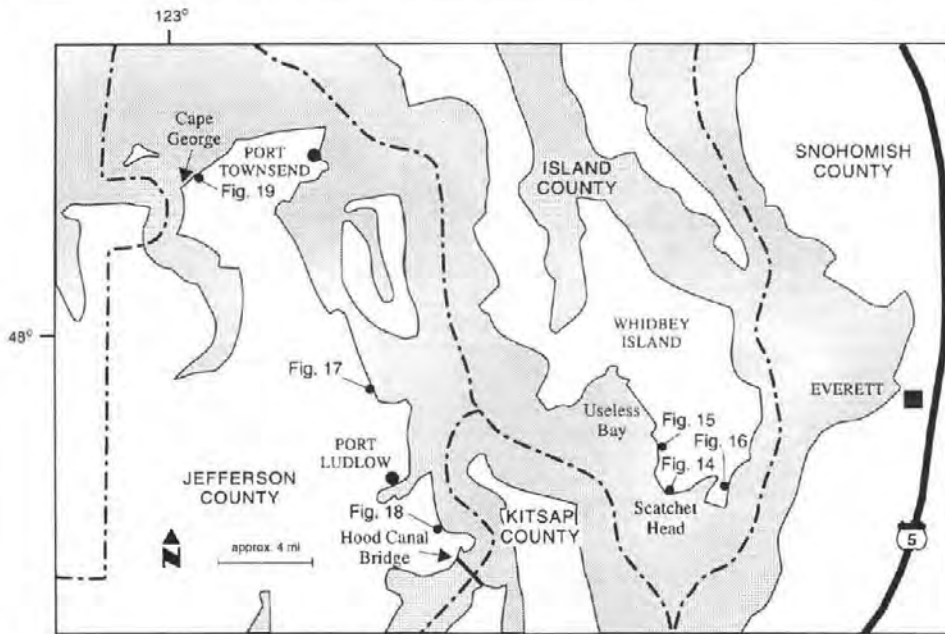 123°
Cape
George
PORT
TOWNSEND
Fig. 19
ISLAND
COUNTY
SNOHOMISH
COUNTY
48°
WHIDBEY
ISLAND
Fig. 17
EVERETT
Useless
Bay
Fig. 15
Fig. 16
Fig. 14
PORT
LUDLOW
JEFFERSON
COUNTY
Scatchet
Head
Fig. 18
KITSAP
COUNTY
Hood Canal
Bridge
N
approx. 4 mi
5